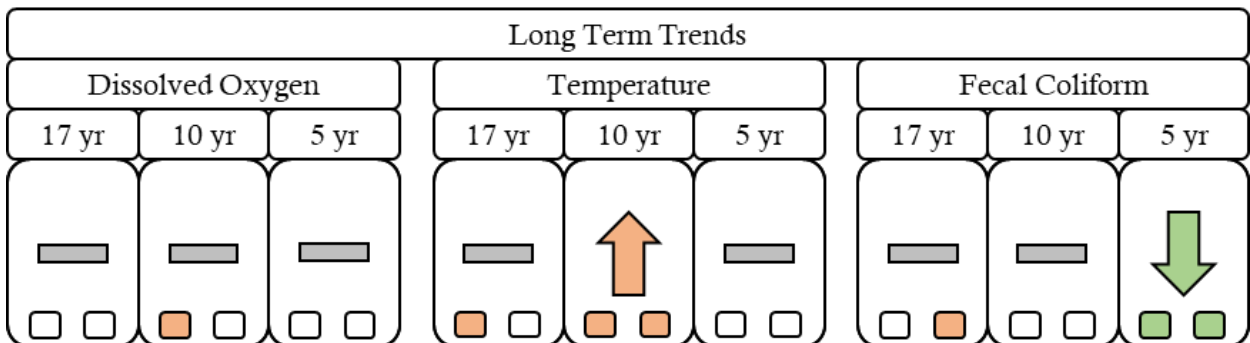 Long Term Trends
Dissolved Oxygen Temperature Fecal Coliform
17 yr 10 yr 5 yr 17 yr 10 yr 5 yr 17 yr 10 yr 5 yr